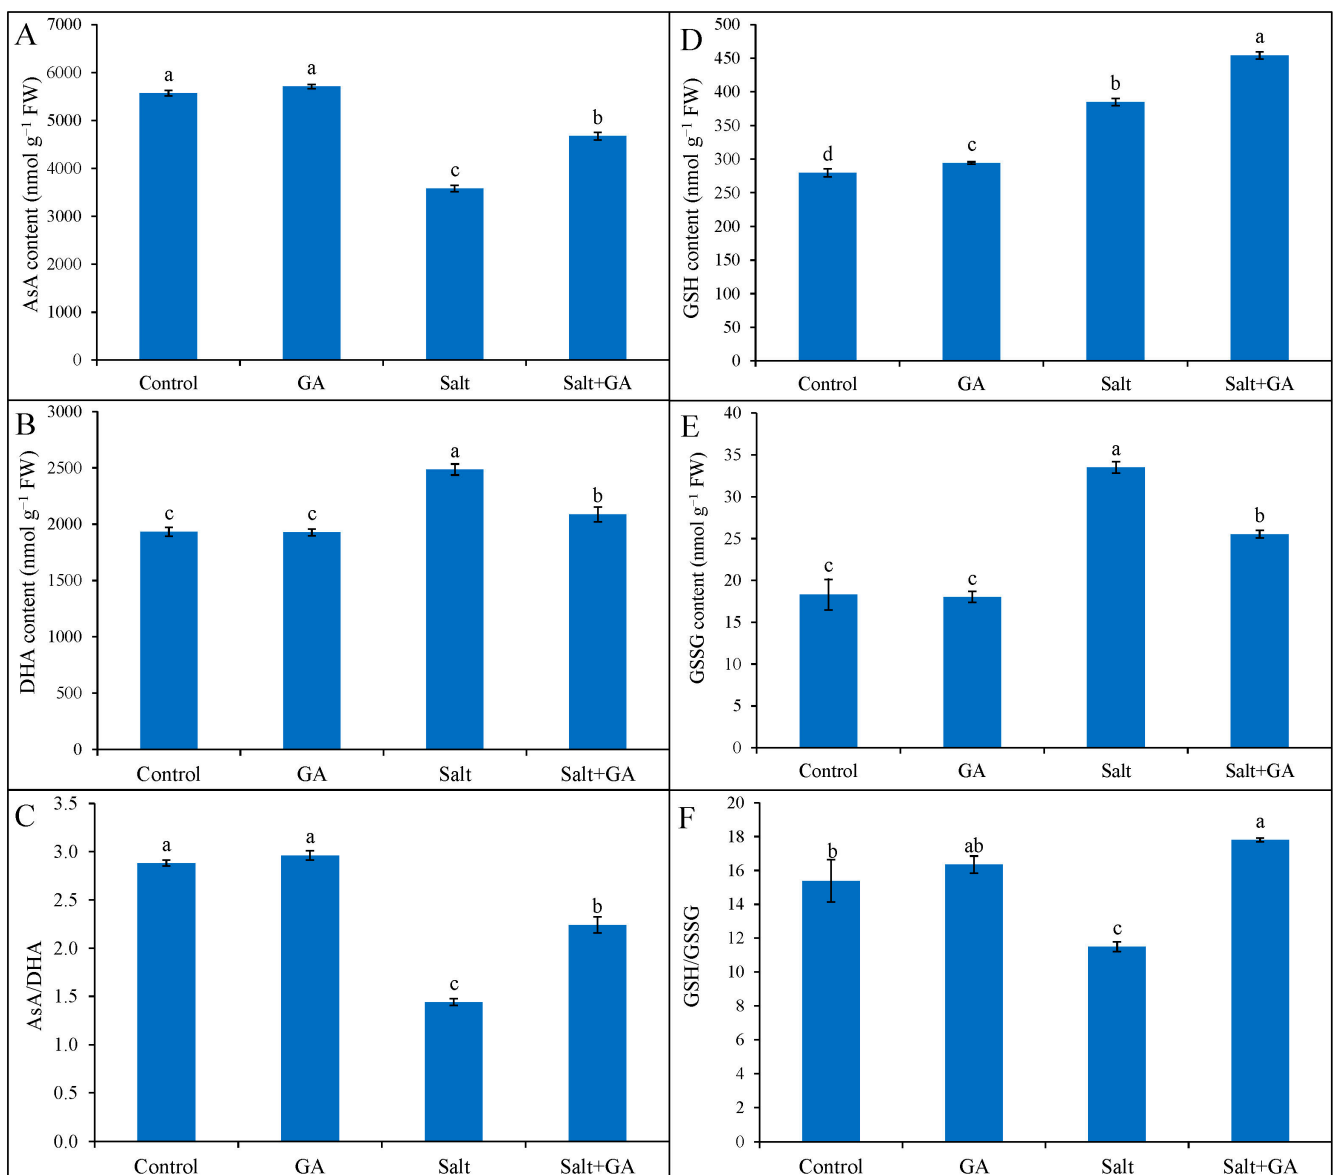 A
AsA content (nmol g⁻¹ FW)
7000
6000
5000
4000
3000
2000
1000
0
a
a
c
b
Control GA Salt Salt+GA
B
DHA content (nmol g⁻¹ FW)
3000
2500
2000
1500
1000
500
0
c
c
a
b
Control GA Salt Salt+GA
C
AsA/DHA
3.5
3.0
2.5
2.0
1.5
1.0
0.5
0.0
a
a
c
b
Control GA Salt Salt+GA
D
GSH content (nmol g⁻¹ FW)
500
450
400
350
300
250
200
150
100
50
0
d
c
b
a
Control GA Salt Salt+GA
E
GSSG content (nmol g⁻¹ FW)
40
35
30
25
20
15
10
5
0
c
c
a
b
Control GA Salt Salt+GA
F
GSH/GSSG
20
18
16
14
12
10
8
6
4
2
0
b
ab
c
a
Control GA Salt Salt+GA